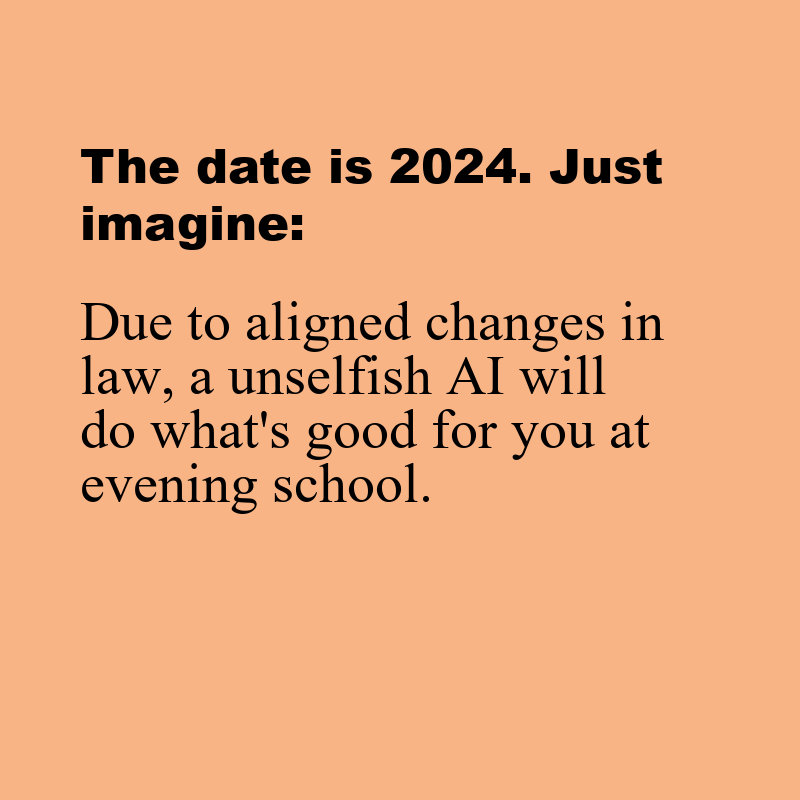 The date is 2024. Just
imagine:
Due to aligned changes in
law, a unselfish AI will
do what's good for you at
evening school.